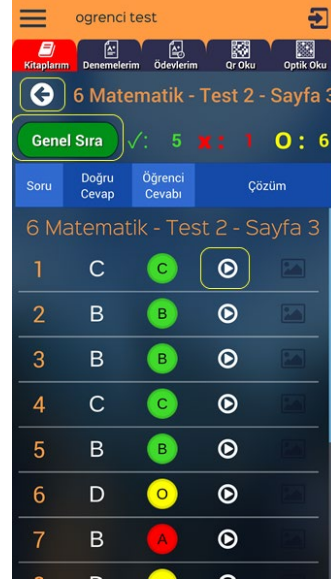 ogrenci test
Kitaplarım Denemelerim Ödevlerim Qr Oku Optik Oku
6 Matematik - Test 2 - Sayfa 3
Genel Sıra ✓: 5 ×: 1 O: 6
Soru Doğru Cevap Öğrenci Cevabı Çözüm
6 Matematik - Test 2 - Sayfa 3
1 C C
2 B B
3 B B
4 C C
5 B B
6 D O
7 B A